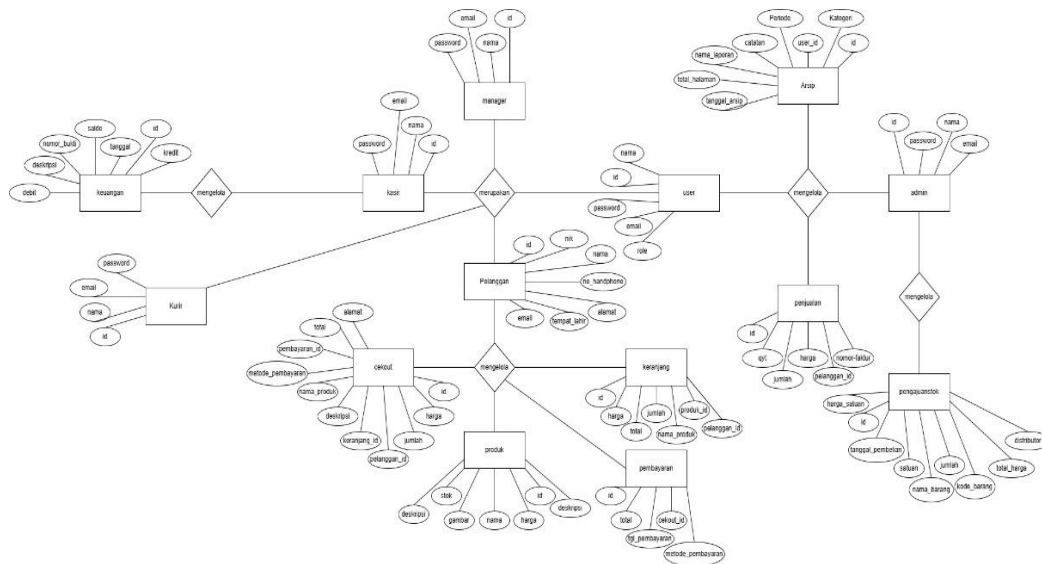 email
id
password
nama
manager
Periode
Kategori
catatan
user_id
id
nama_laporan
total_halaman
tanggal_arsip
Arsip
email
nama
password
id
kasir
saldo
id
nomor_bukti
tanggal
deskripsi
kredit
debit
keuangan
mengelola
merupakan
nama
id
password
email
role
user
mengelola
id
nama
password
email
admin
mengelola
password
email
nama
id
Kurir
id
nik
nama
no_handphone
alamat
tempat_lahir
email
Pelanggan
penjualan
id
qyt
jumlah
harga
pelanggan_id
nomor-faktur
alamat
total
pembayaran_id
metode_pembayaran
nama_produk
deskripsi
keranjang_id
pelanggan_id
jumlah
harga
id
cekout
mengelola
keranjang
id
harga
total
jumlah
nama_produk
produk_id
pelanggan_id
pengajuanstok
harga_satuan
id
tanggal_pembelian
satuan
nama_barang
jumlah
kode_barang
total_harga
distributor
produk
deskripsi
stok
gambar
nama
harga
id
deskripsi
pembayaran
id
total
tgl_pembayaran
cekout_id
metode_pembayaran